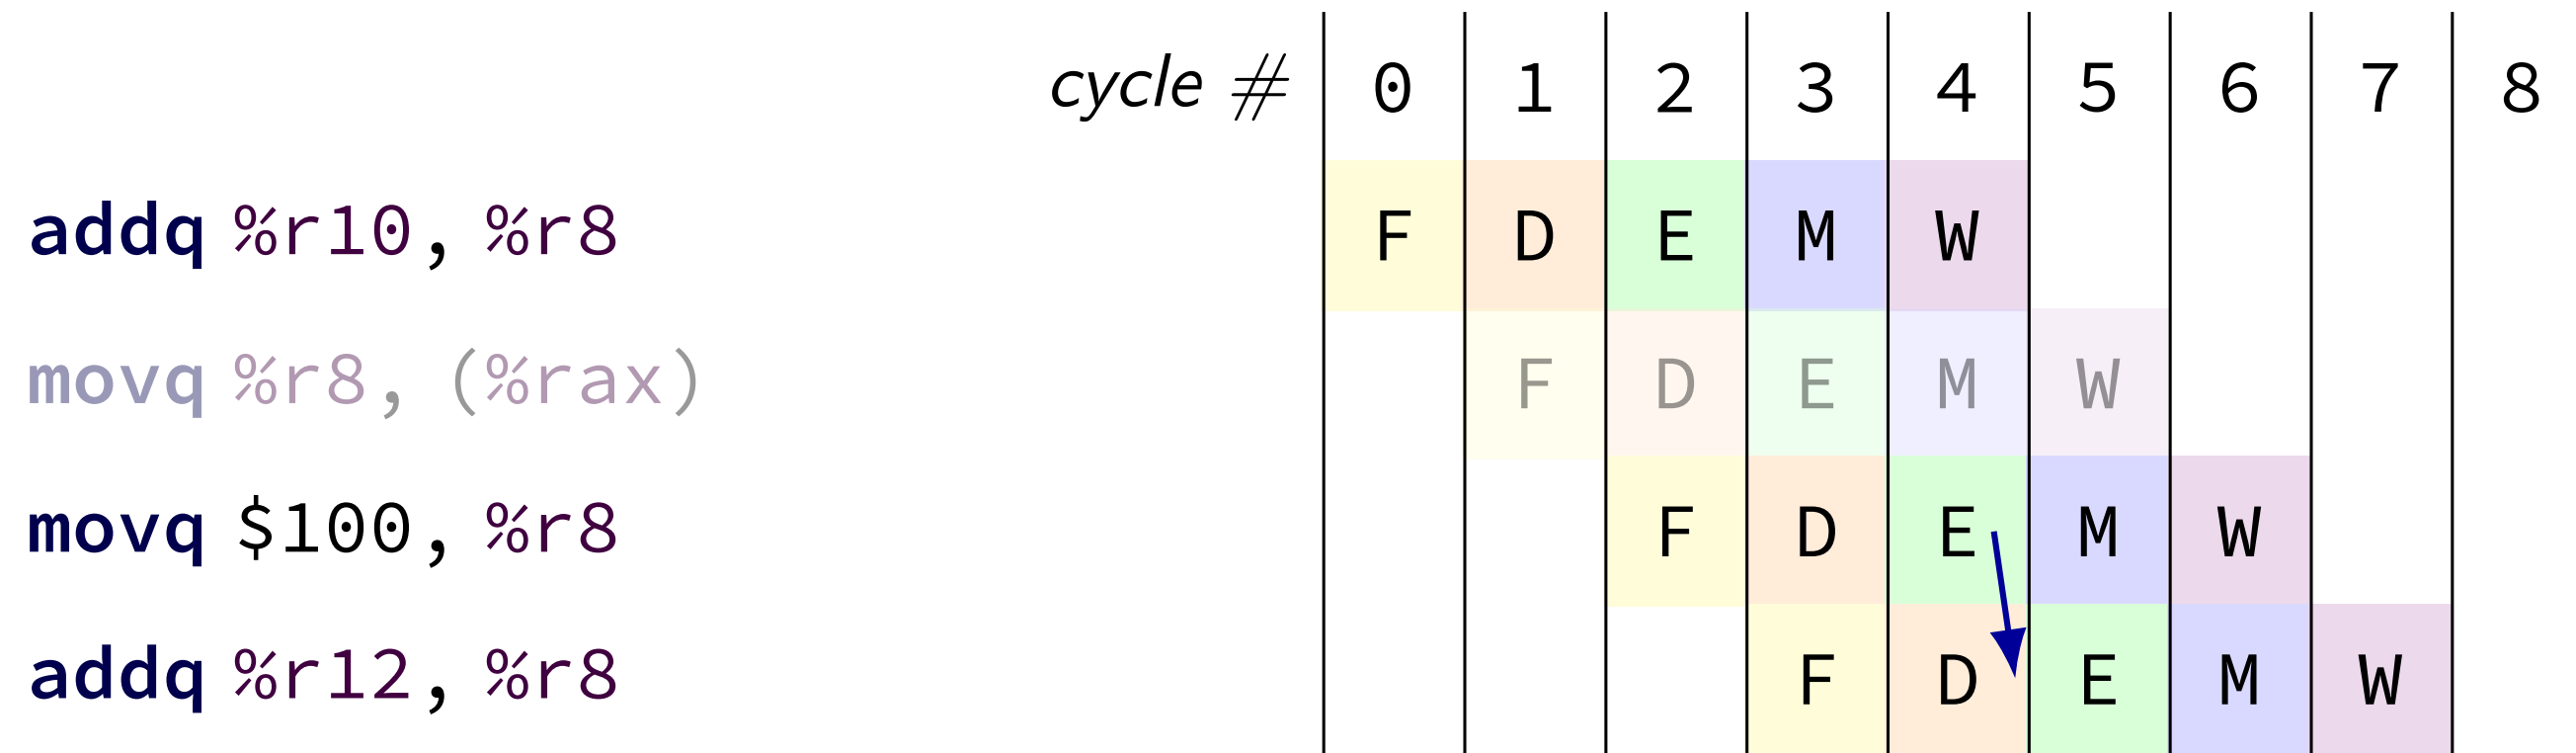 cycle # 0 1 2 3 4 5 6 7 8
addq %r10, %r8 F D E M W
movq %r8, (%rax) F D E M W
movq $100, %r8 F D E M W
addq %r12, %r8 F D E M W